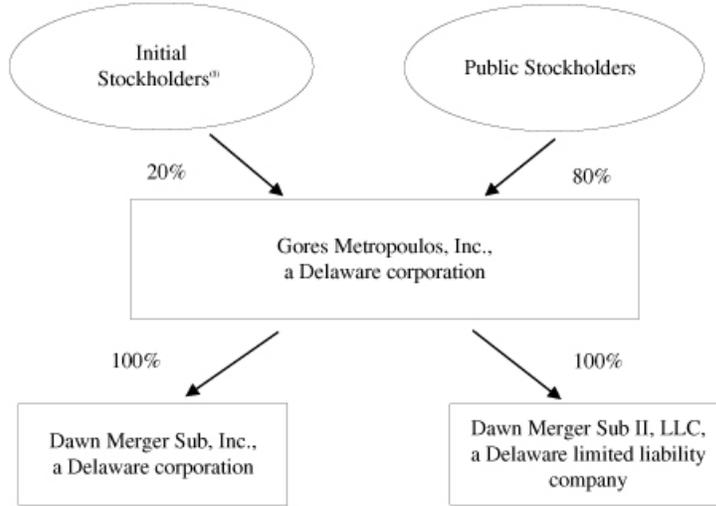 Initial
Stockholders⁽¹⁾
Public Stockholders
20%
80%
Gores Metropoulos, Inc.,
a Delaware corporation
100%
100%
Dawn Merger Sub, Inc.,
a Delaware corporation
Dawn Merger Sub II, LLC,
a Delaware limited liability
company